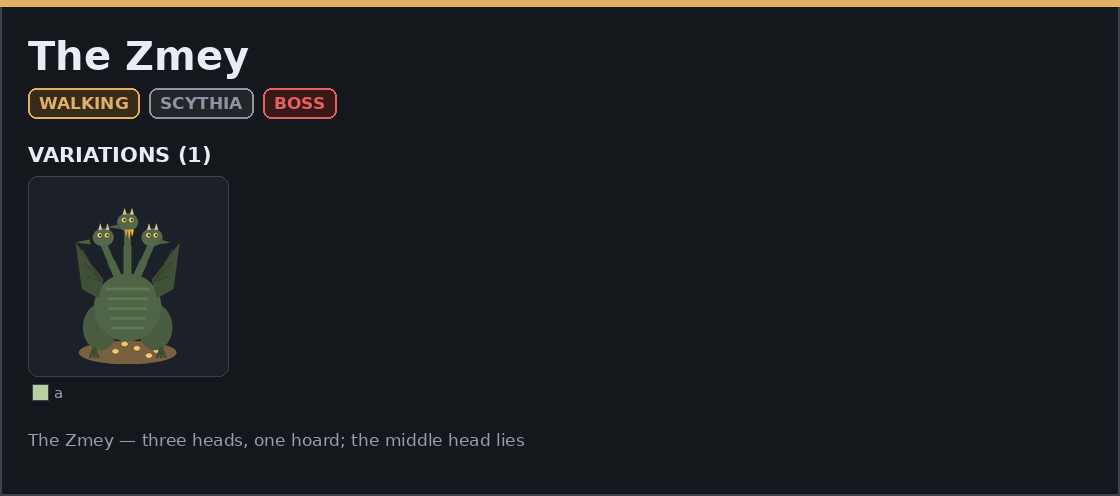 The Zmey
WALKING SCYTHIA BOSS
VARIATIONS (1)
a
The Zmey — three heads, one hoard; the middle head lies